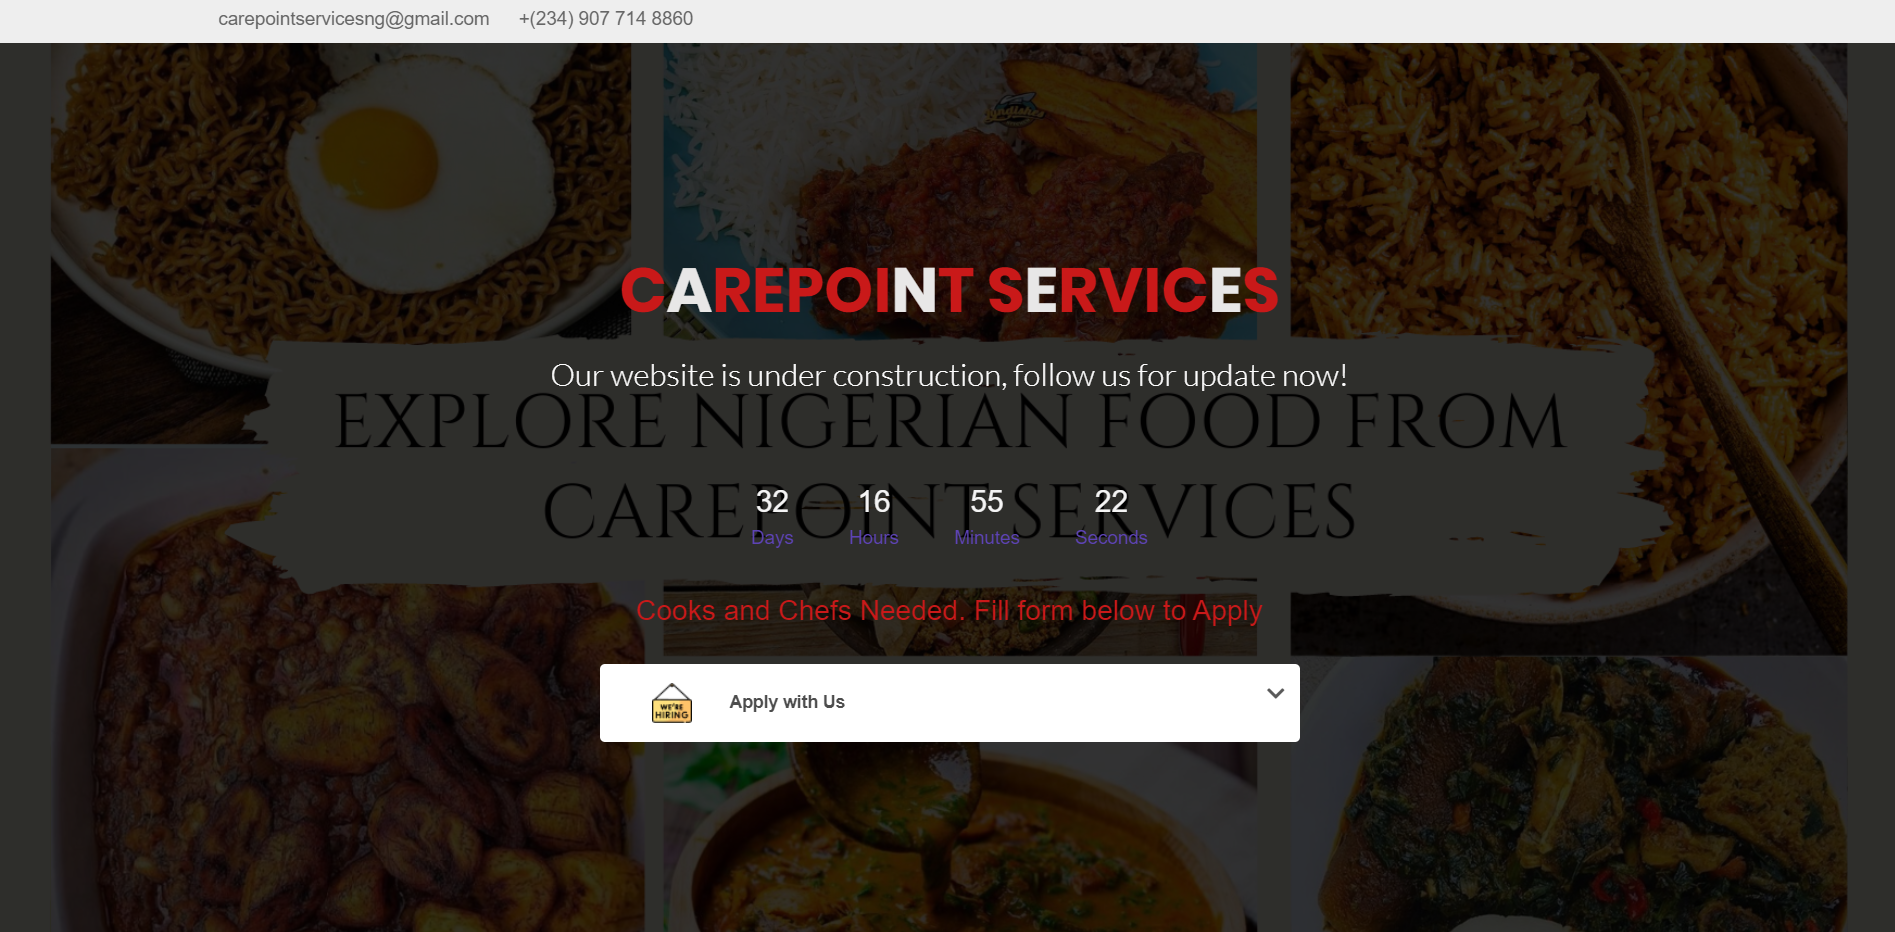 carepointservicesng@gmail.com +(234) 907 714 8860
CAREPOINT SERVICES
Our website is under construction, follow us for update now!
EXPLORE NIGERIAN FOOD FROM
CAREPOINT SERVICES
32 16 55 22
Days Hours Minutes Seconds
Cooks and Chefs Needed. Fill form below to Apply
WE'RE
HIRING
Apply with Us